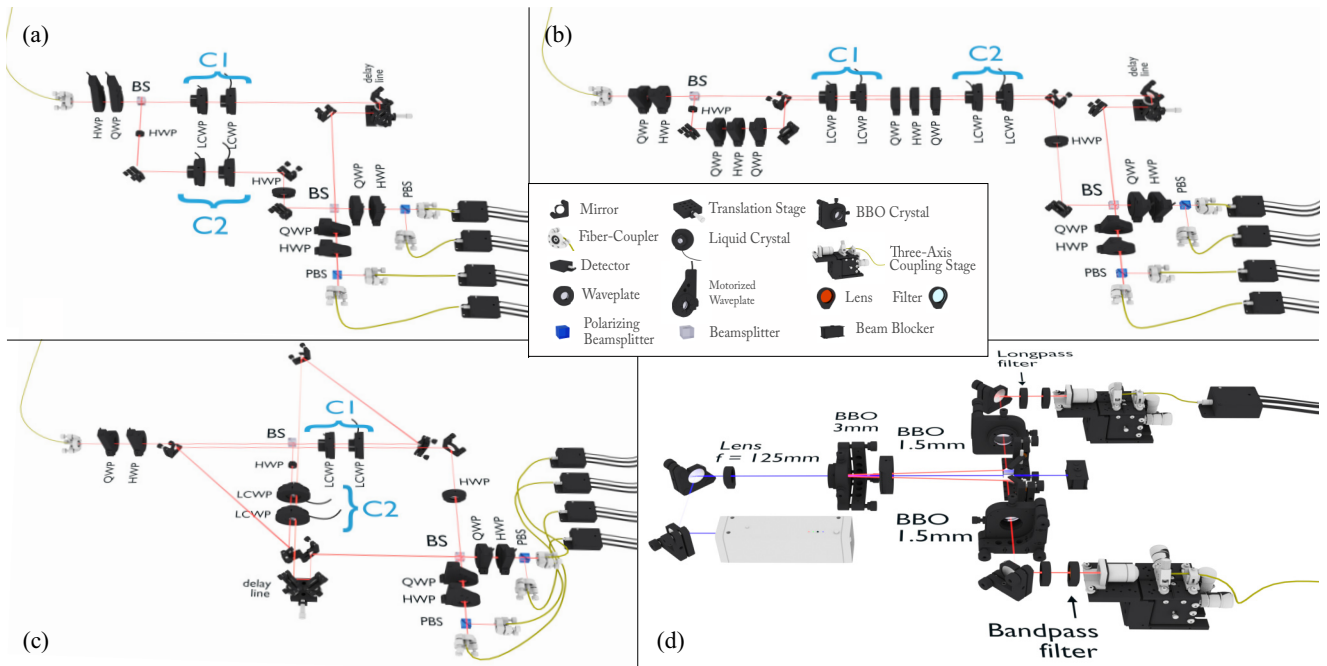 (a)
C1
BS
HWP
QWP
HWP
LCWP
LCWP
delay
line
LCWP
LCWP
HWP
C2
BS
QWP
HWP
PBS
QWP
HWP
PBS
(b)
C1
C2
BS
HWP
QWP
HWP
QWP
HWP
QWP
LCWP
LCWP
QWP
HWP
QWP
LCWP
LCWP
delay
line
HWP
BS
QWP
HWP
PBS
QWP
HWP
PBS
Mirror
Translation Stage
BBO Crystal
Fiber-Coupler
Liquid Crystal
Three-Axis
Coupling Stage
Detector
Motorized
Waveplate
Waveplate
Lens
Filter
Polarizing
Beamsplitter
Beamsplitter
Beam Blocker
(c)
C1
BS
QWP
HWP
HWP
LCWP
LCWP
LCWP
LCWP
C2
HWP
delay
line
BS
QWP
HWP
PBS
QWP
HWP
PBS
(d)
Longpass
filter
BBO
3mm
BBO
1.5mm
Lens
f = 125mm
BBO
1.5mm
Bandpass
filter